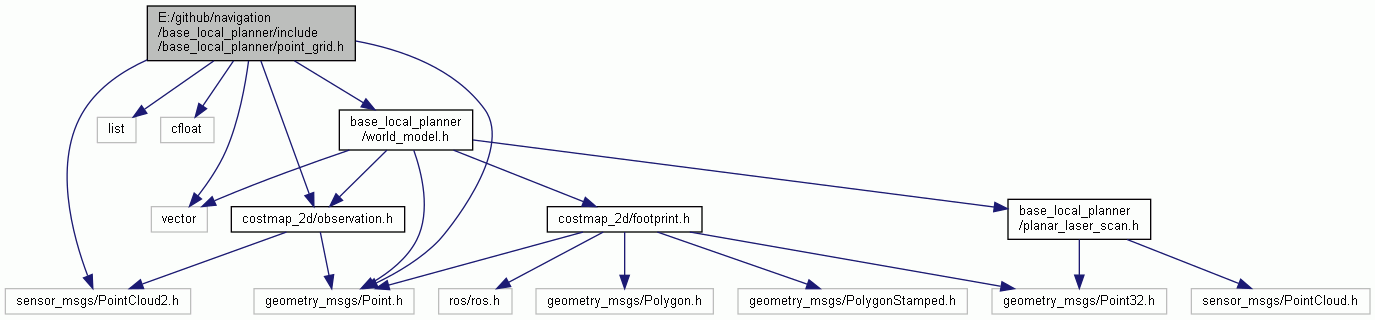 E:/github/navigation
/base_local_planner/include
/base_local_planner/point_grid.h
list
cfloat
base_local_planner
/world_model.h
vector
costmap_2d/observation.h
costmap_2d/footprint.h
base_local_planner
/planar_laser_scan.h
sensor_msgs/PointCloud2.h
geometry_msgs/Point.h
ros/ros.h
geometry_msgs/Polygon.h
geometry_msgs/PolygonStamped.h
geometry_msgs/Point32.h
sensor_msgs/PointCloud.h